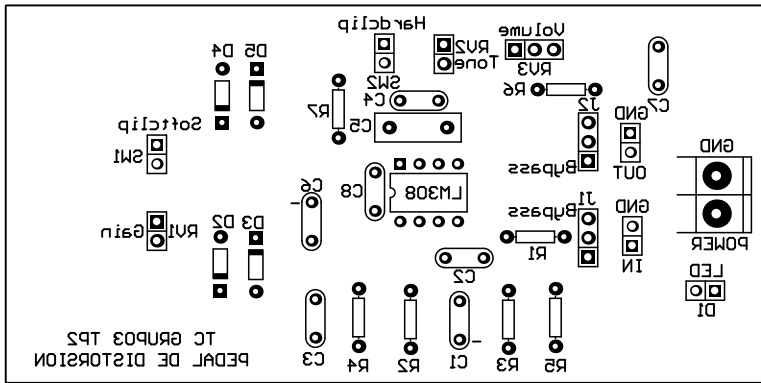 Hardclip
Volume
D4
D5
RV2
Tone
RV3
SW2
C4
R6
C7
R7
J2
GND
Softclip
C5
GND
SW1
Bypass
OUT
C6
C8
LM308
J1
Bypass
GND
Gain
RV1
D2
D3
POWER
R1
IN
C2
LED
D1
TC GRUPO3 TP2
PEDAL DE DISTORSION
C3
R4
R2
C1
R3
R5